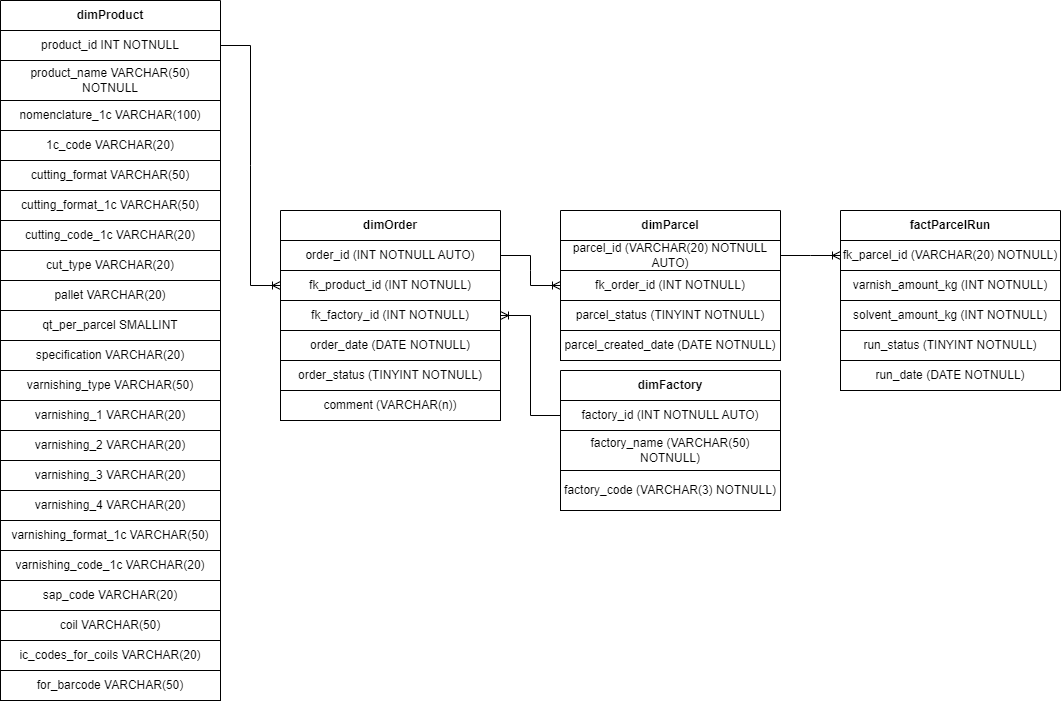 dimProduct
product_id INT NOTNULL
product_name VARCHAR(50)
NOTNULL
nomenclature_1c VARCHAR(100)
1c_code VARCHAR(20)
cutting_format VARCHAR(50)
cutting_format_1c VARCHAR(50)
cutting_code_1c VARCHAR(20)
cut_type VARCHAR(20)
pallet VARCHAR(20)
qt_per_parcel SMALLINT
specification VARCHAR(20)
varnishing_type VARCHAR(50)
varnishing_1 VARCHAR(20)
varnishing_2 VARCHAR(20)
varnishing_3 VARCHAR(20)
varnishing_4 VARCHAR(20)
varnishing_format_1c VARCHAR(50)
varnishing_code_1c VARCHAR(20)
sap_code VARCHAR(20)
coil VARCHAR(50)
ic_codes_for_coils VARCHAR(20)
for_barcode VARCHAR(50)
dimOrder
order_id (INT NOTNULL AUTO)
fk_product_id (INT NOTNULL)
fk_factory_id (INT NOTNULL)
order_date (DATE NOTNULL)
order_status (TINYINT NOTNULL)
comment (VARCHAR(n))
dimParcel
parcel_id (VARCHAR(20) NOTNULL
AUTO)
fk_order_id (INT NOTNULL)
parcel_status (TINYINT NOTNULL)
parcel_created_date (DATE NOTNULL)
dimFactory
factory_id (INT NOTNULL AUTO)
factory_name (VARCHAR(50)
NOTNULL)
factory_code (VARCHAR(3) NOTNULL)
factParcelRun
fk_parcel_id (VARCHAR(20) NOTNULL)
varnish_amount_kg (INT NOTNULL)
solvent_amount_kg (INT NOTNULL)
run_status (TINYINT NOTNULL)
run_date (DATE NOTNULL)